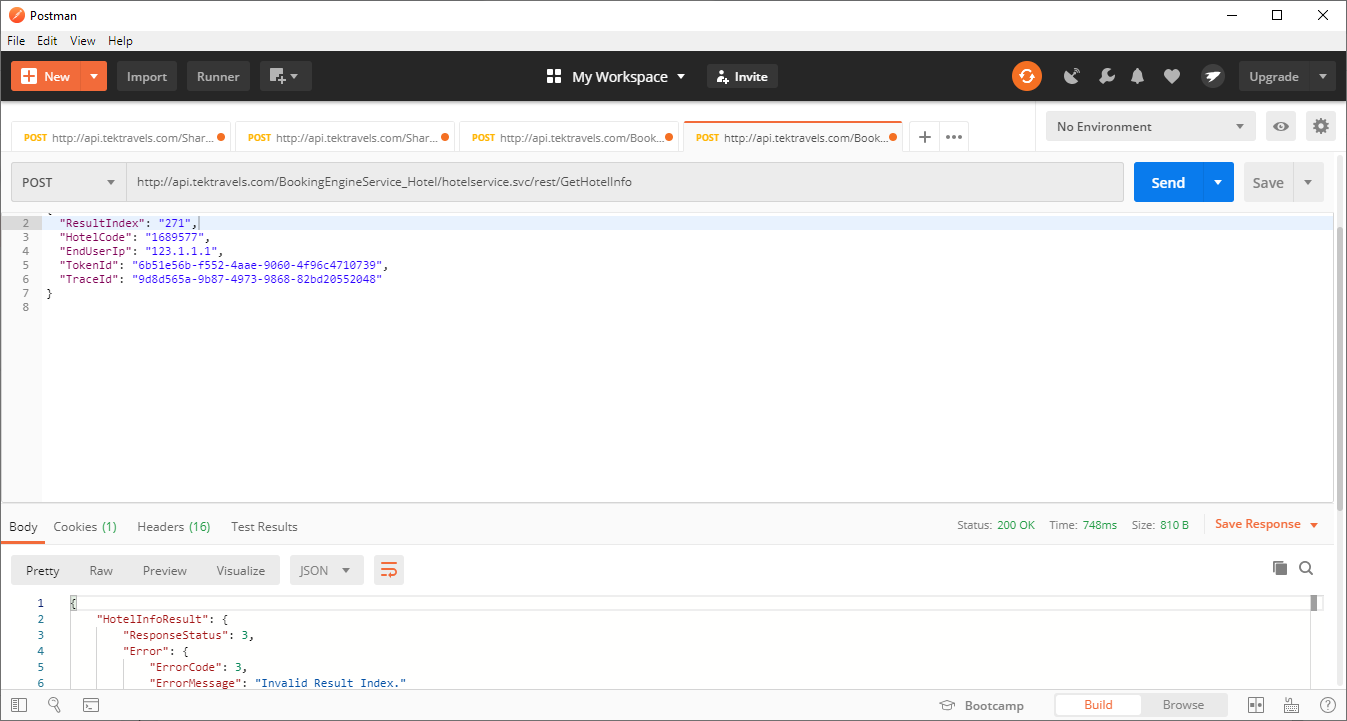 Postman
File Edit View Help
New Import Runner My Workspace Invite Upgrade
POST http://api.tektravels.com/Shar... POST http://api.tektravels.com/Shar... POST http://api.tektravels.com/Book... POST http://api.tektravels.com/Book... No Environment
POST http://api.tektravels.com/BookingEngineService_Hotel/hotelservice.svc/rest/GetHotelInfo Send Save
2 "ResultIndex": "271",
3 "HotelCode": "1689577",
4 "EndUserIp": "123.1.1.1",
5 "TokenId": "6b51e56b-f552-4aae-9060-4f96c4710739",
6 "TraceId": "9d8d565a-9b87-4973-9868-82bd20552048"
7 }
8
Body Cookies (1) Headers (16) Test Results Status: 200 OK Time: 748ms Size: 810 B Save Response
Pretty Raw Preview Visualize JSON
1 {
2 "HotelInfoResult": {
3 "ResponseStatus": 3,
4 "Error": {
5 "ErrorCode": 3,
6 "ErrorMessage": "Invalid Result Index."
Bootcamp Build Browse